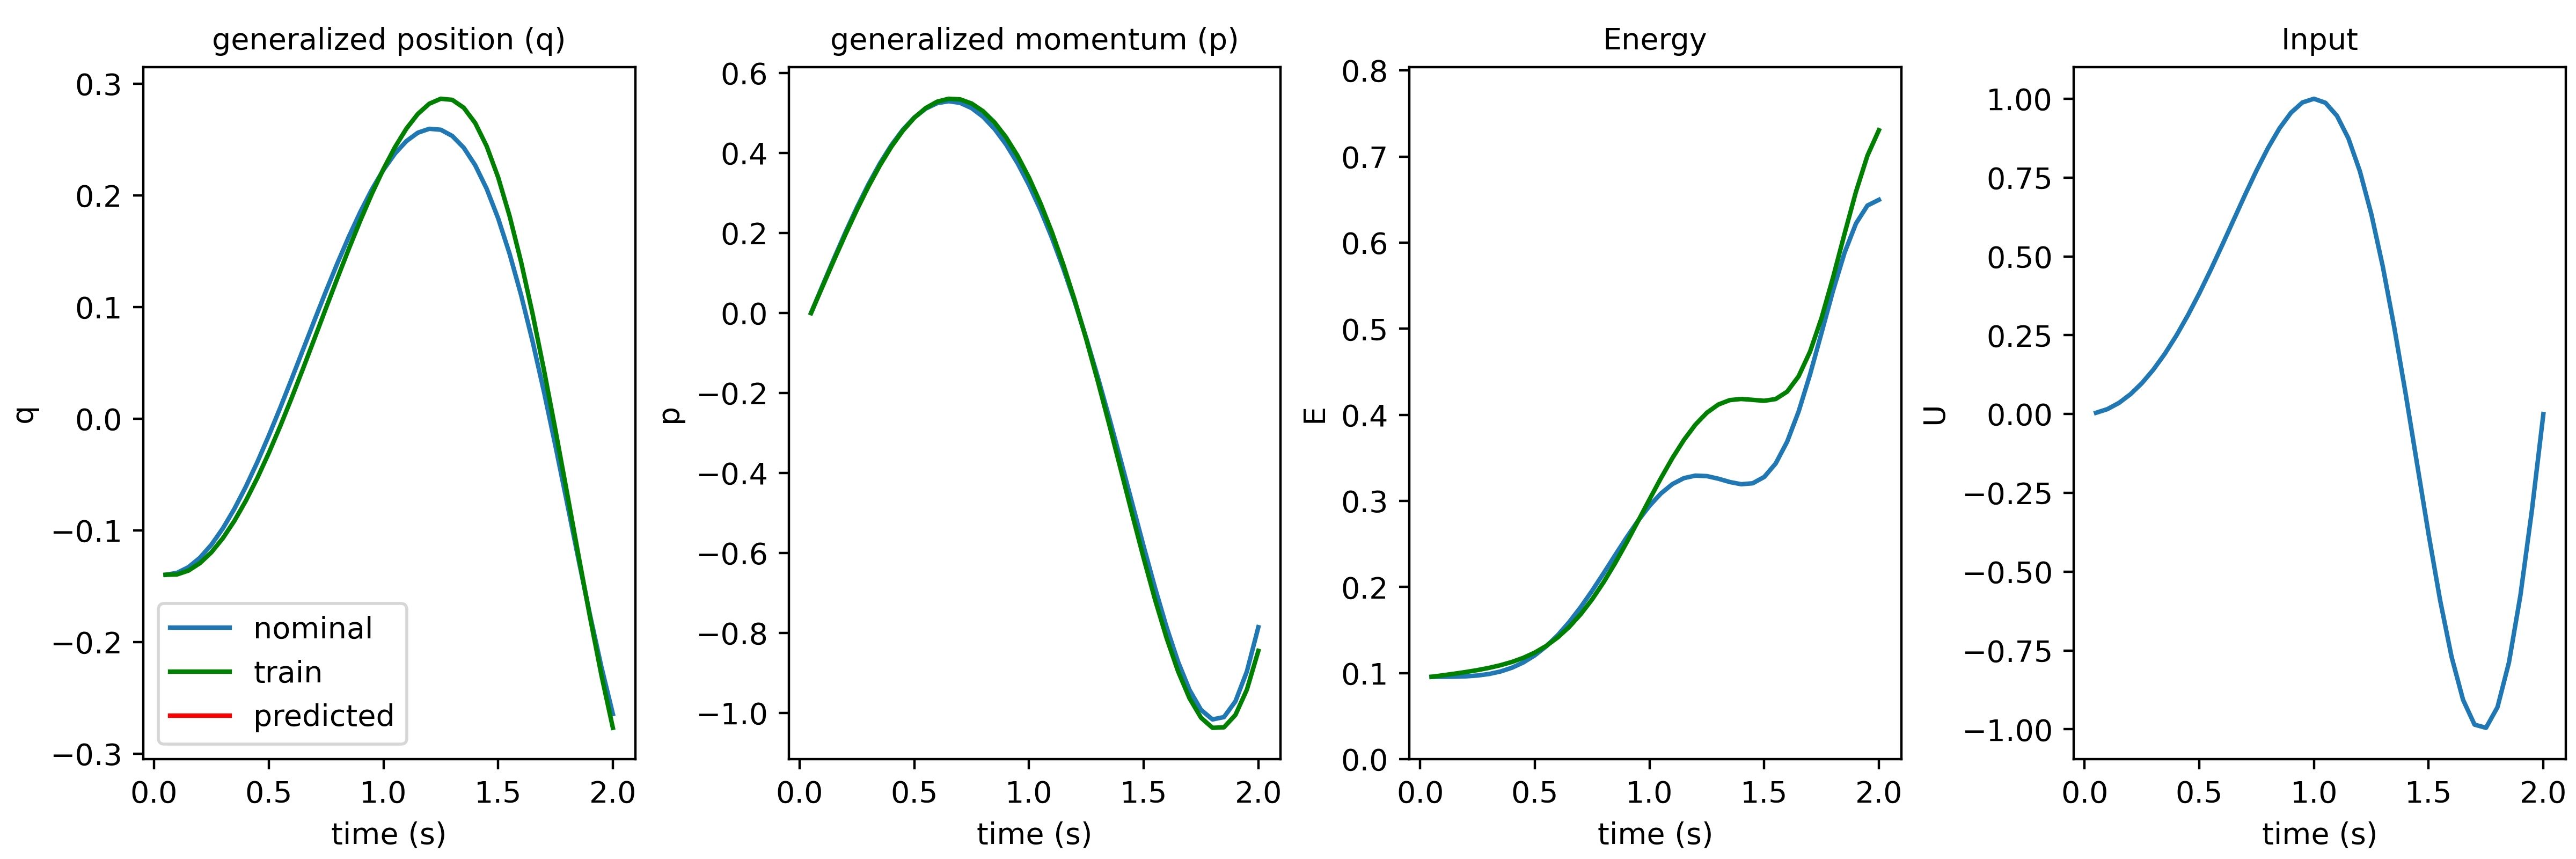 generalized position (q)
0.3
0.2
0.1
0.0
−0.1
−0.2
−0.3
q
nominal
train
predicted
0.0 0.5 1.0 1.5 2.0
time (s)
generalized momentum (p)
0.6
0.4
0.2
0.0
−0.2
−0.4
−0.6
−0.8
−1.0
p
0.0 0.5 1.0 1.5 2.0
time (s)
Energy
0.8
0.7
0.6
0.5
0.4
0.3
0.2
0.1
0.0
E
0.0 0.5 1.0 1.5 2.0
time (s)
Input
1.00
0.75
0.50
0.25
0.00
−0.25
−0.50
−0.75
−1.00
U
0.0 0.5 1.0 1.5 2.0
time (s)